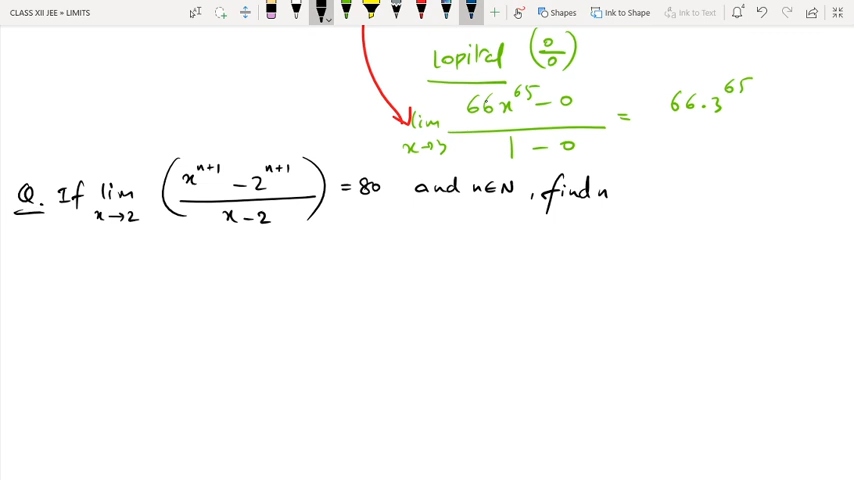 CLASS XII JEE » LIMITS
Shapes
Ink to Shape
Ink to Text
4
lopital (0/0)
lim x→3 (66x^65 − 0)/(1 − 0) = 66·3^65
Q. If lim x→2 ((x^(n+1) − 2^(n+1))/(x − 2)) = 80 and n∈N, find n